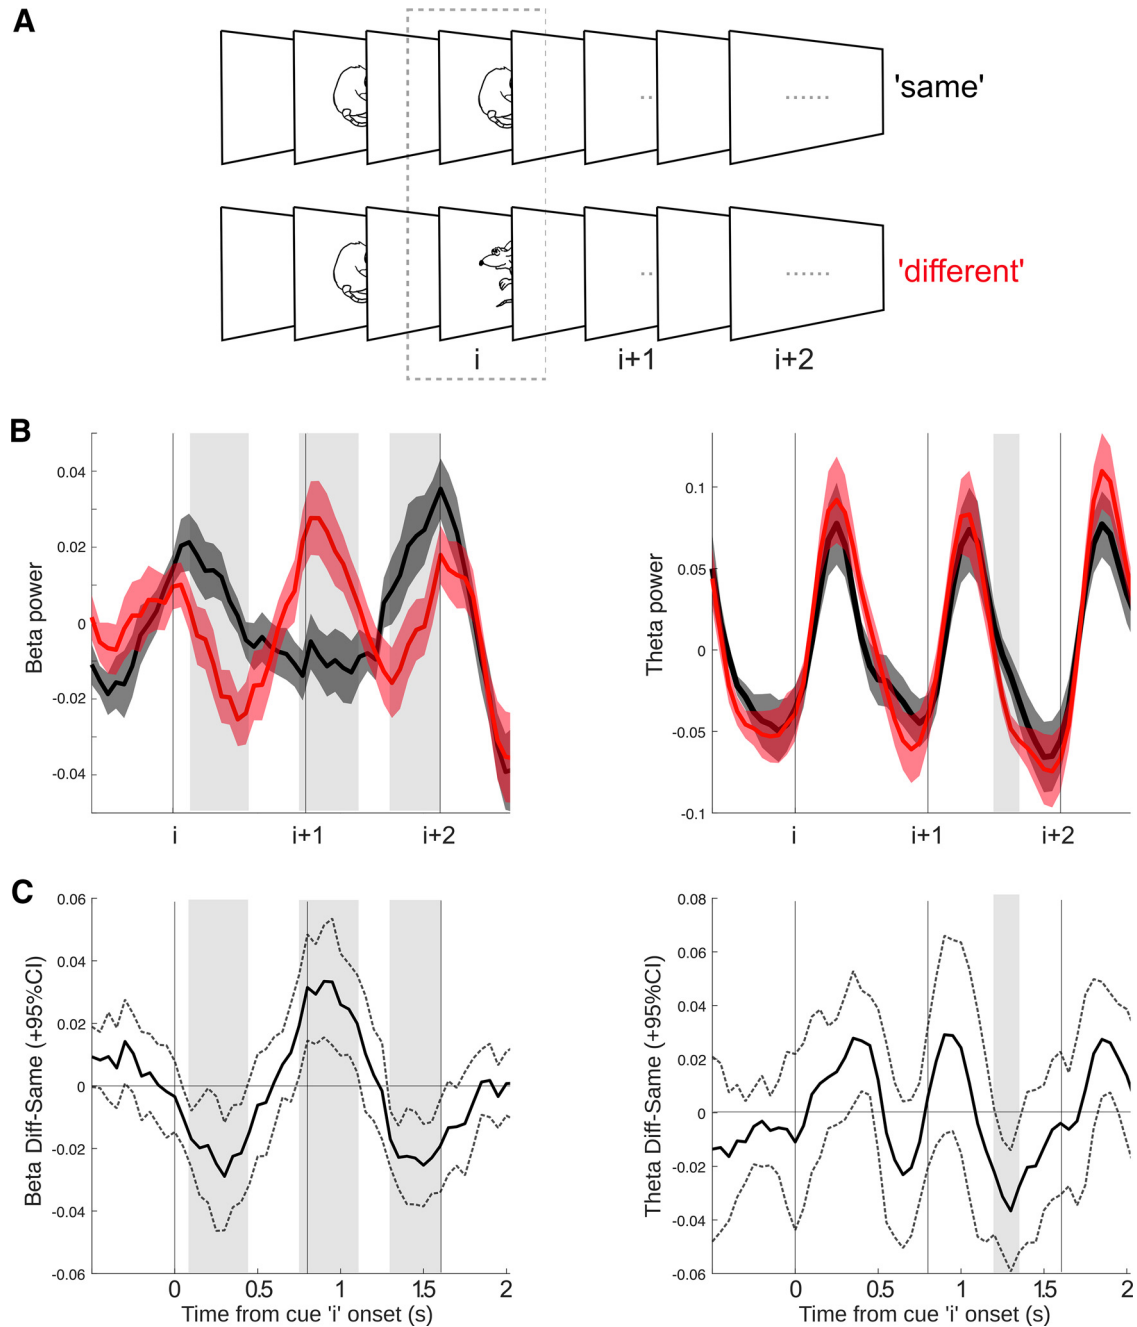 A
'same'
'different'
i
i+1
i+2
B
Beta power
0.04
0.02
0
-0.02
-0.04
i
i+1
i+2
Theta power
0.1
0.05
0
-0.05
-0.1
i
i+1
i+2
C
Beta Diff-Same (+95%CI)
0.06
0.04
0.02
0
-0.02
-0.04
-0.06
0
0.5
1
1.5
2
Time from cue 'i' onset (s)
Theta Diff-Same (+95%CI)
0.08
0.06
0.04
0.02
0
-0.02
-0.04
-0.06
0
0.5
1
1.5
2
Time from cue 'i' onset (s)